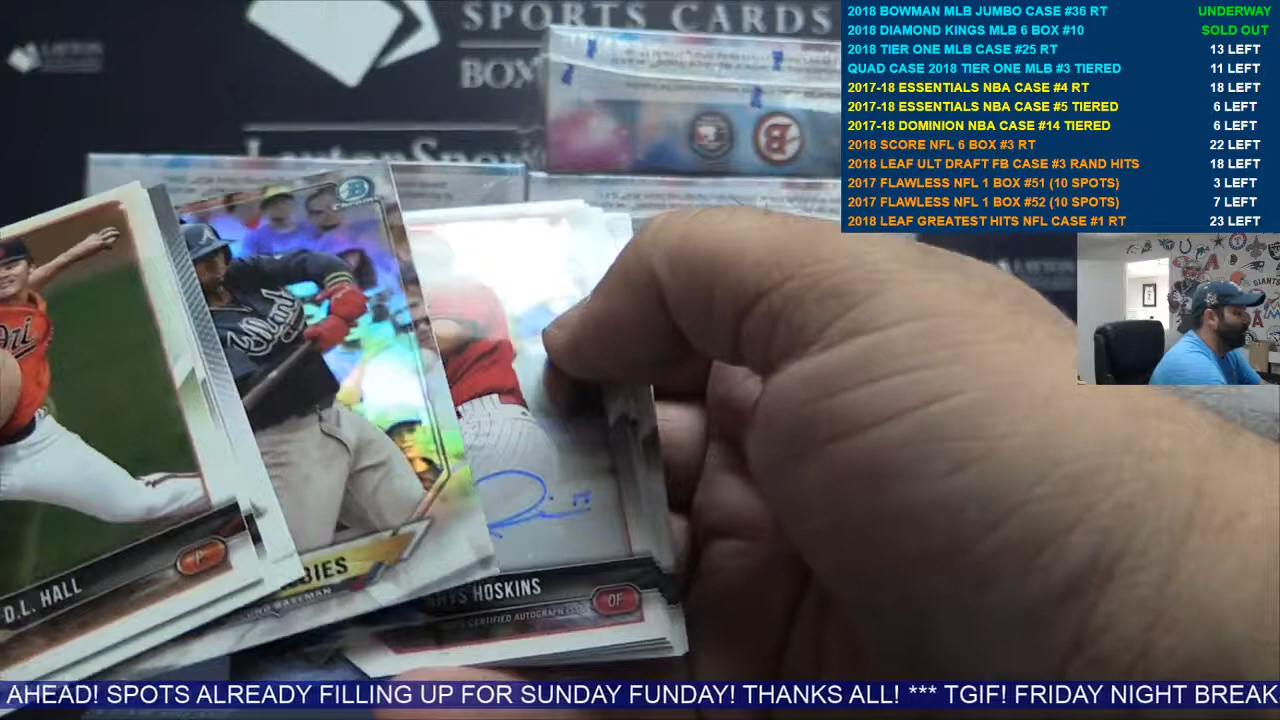 SPORTS CARDS
BOX
2018 BOWMAN MLB JUMBO CASE #36 RT UNDERWAY
2018 DIAMOND KINGS MLB 6 BOX #10 SOLD OUT
2018 TIER ONE MLB CASE #25 RT 13 LEFT
QUAD CASE 2018 TIER ONE MLB #3 TIERED 11 LEFT
2017-18 ESSENTIALS NBA CASE #4 RT 18 LEFT
2017-18 ESSENTIALS NBA CASE #5 TIERED 6 LEFT
2017-18 DOMINION NBA CASE #14 TIERED 6 LEFT
2018 SCORE NFL 6 BOX #3 RT 22 LEFT
2018 LEAF ULT DRAFT FB CASE #3 RAND HITS 18 LEFT
2017 FLAWLESS NFL 1 BOX #51 (10 SPOTS) 3 LEFT
2017 FLAWLESS NFL 1 BOX #52 (10 SPOTS) 7 LEFT
2018 LEAF GREATEST HITS NFL CASE #1 RT 23 LEFT
GIANTS
D.L. HALL
P
BIES
BASEMAN
RHYS HOSKINS
CERTIFIED AUTOGRAPH
OF
AHEAD! SPOTS ALREADY FILLING UP FOR SUNDAY FUNDAY! THANKS ALL! *** TGIF! FRIDAY NIGHT BREAK